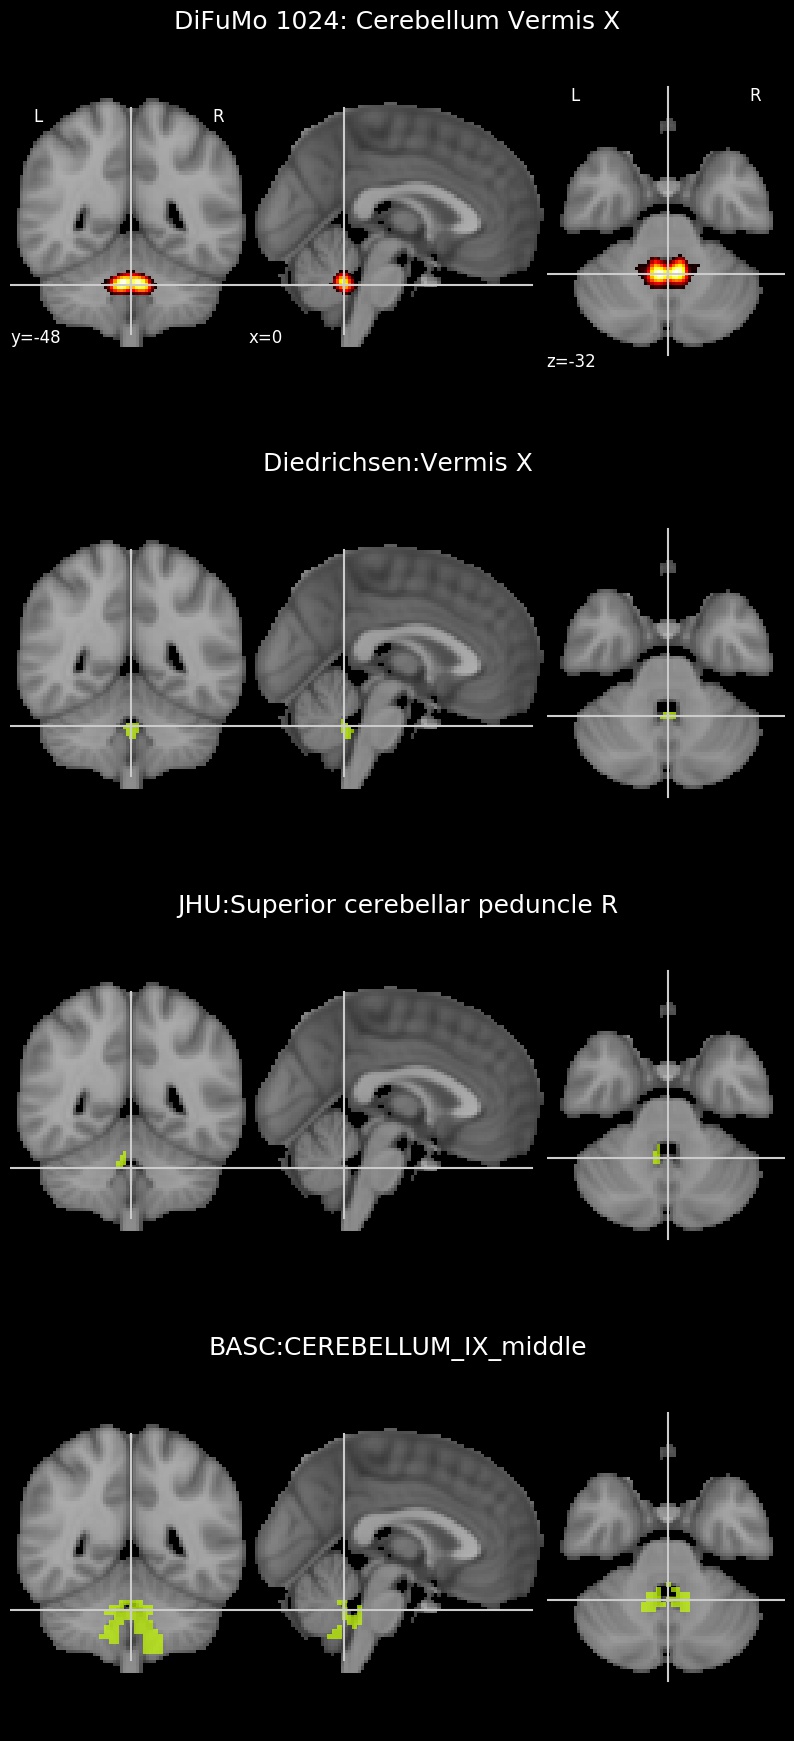 DiFuMo 1024: Cerebellum Vermis X
L
R
L
R
y=-48
x=0
z=-32
Diedrichsen:Vermis X
JHU:Superior cerebellar peduncle R
BASC:CEREBELLUM_IX_middle